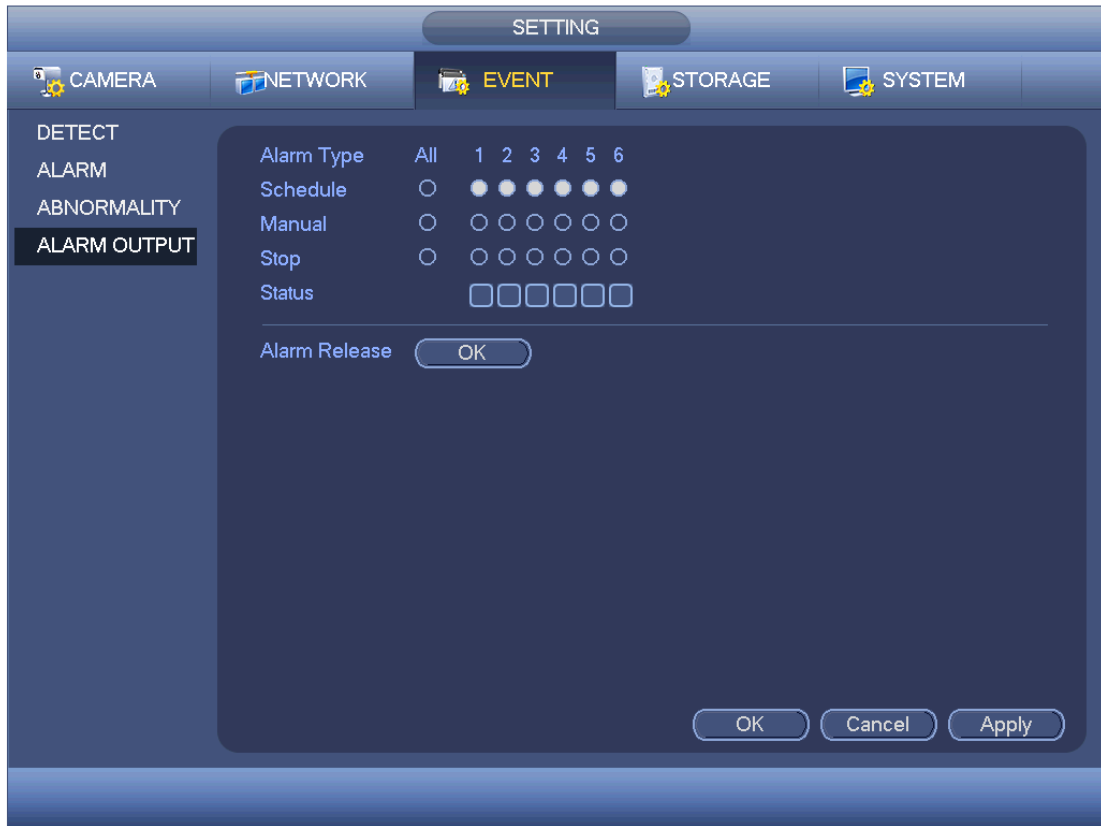 SETTING
CAMERA NETWORK EVENT STORAGE SYSTEM
DETECT
ALARM
ABNORMALITY
ALARM OUTPUT
Alarm Type All 1 2 3 4 5 6
Schedule
Manual
Stop
Status
Alarm Release OK
OK Cancel Apply